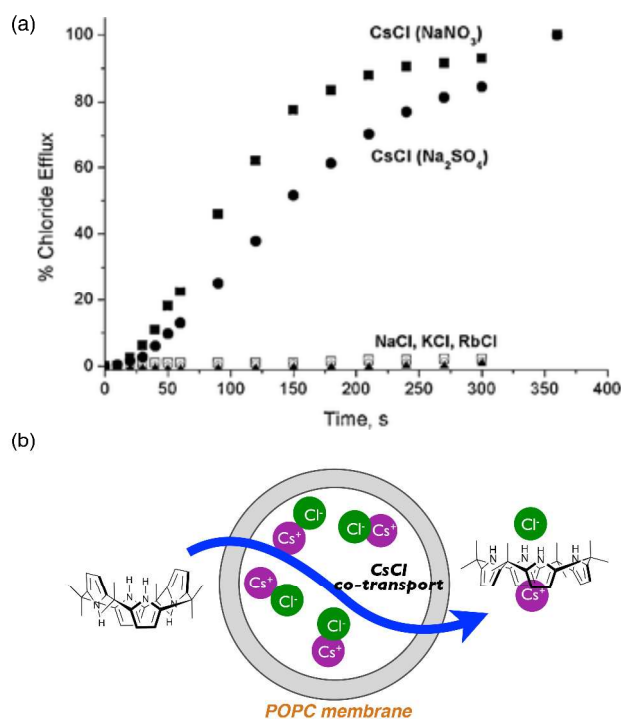 (a)
CsCl (NaNO₃)
CsCl (Na₂SO₄)
NaCl, KCl, RbCl
% Chloride Efflux
100
80
60
40
20
0
0 50 100 150 200 250 300 350 400
Time, s
(b)
Cl⁻
Cs⁺
Cl⁻
Cs⁺
CsCl
co-transport
Cs⁺
Cl⁻
Cl⁻
Cs⁺
H H
N N
N
H
N
H
Cl⁻
H H H H
N N N N
Cs⁺
POPC membrane